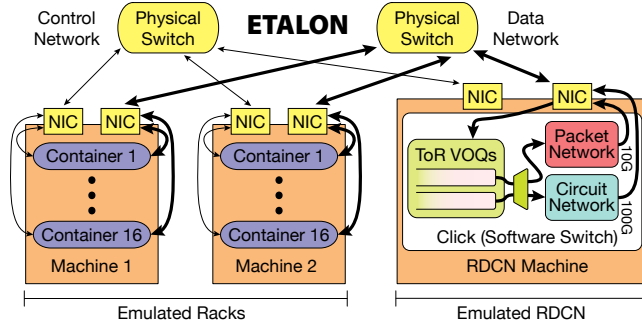 Control
Network
Physical
Switch
ETALON
Physical
Switch
Data
Network
NIC
NIC
NIC
NIC
NIC
NIC
Container 1
Container 16
Machine 1
Container 1
Container 16
Machine 2
ToR VOQs
Packet
Network
10G
Circuit
Network
100G
Click (Software Switch)
RDCN Machine
Emulated Racks
Emulated RDCN